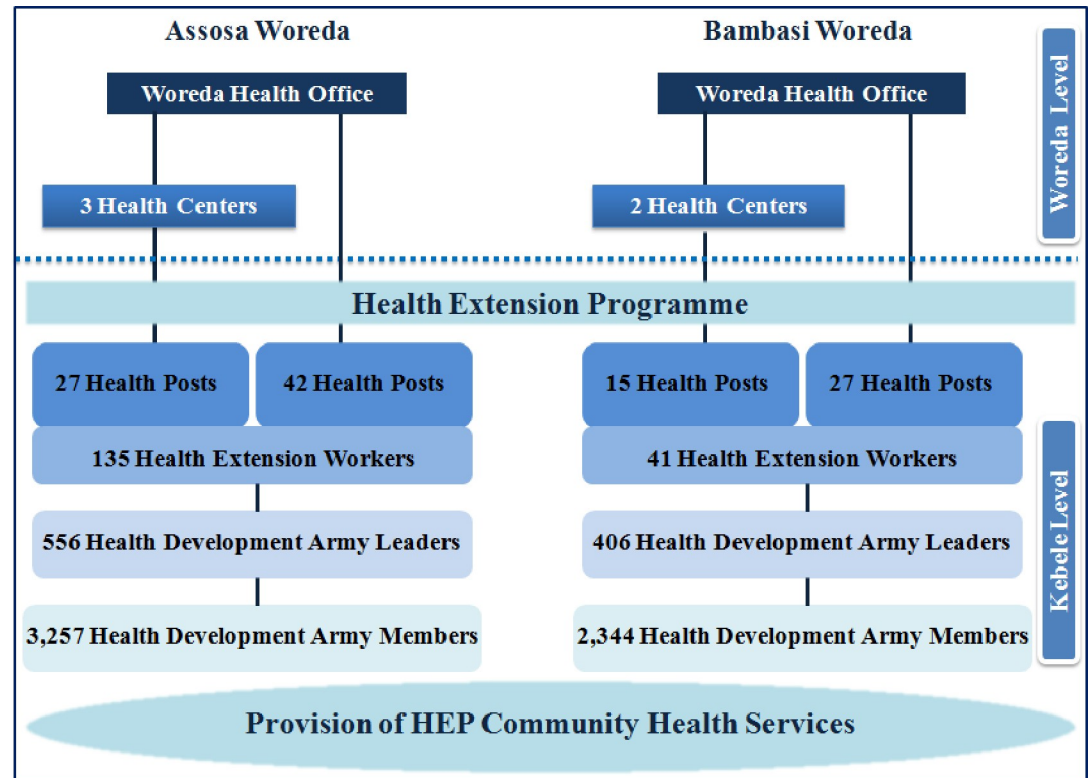 Assosa Woreda
Bambasi Woreda
Woreda Level
Woreda Health Office
Woreda Health Office
3 Health Centers
2 Health Centers
Health Extension Programme
27 Health Posts
42 Health Posts
15 Health Posts
27 Health Posts
Kebele Level
135 Health Extension Workers
41 Health Extension Workers
556 Health Development Army Leaders
406 Health Development Army Leaders
3,257 Health Development Army Members
2,344 Health Development Army Members
Provision of HEP Community Health Services